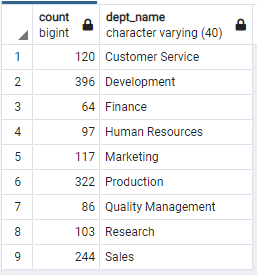 count dept_name
bigint character varying (40)
1 120 Customer Service
2 396 Development
3 64 Finance
4 97 Human Resources
5 117 Marketing
6 322 Production
7 86 Quality Management
8 103 Research
9 244 Sales